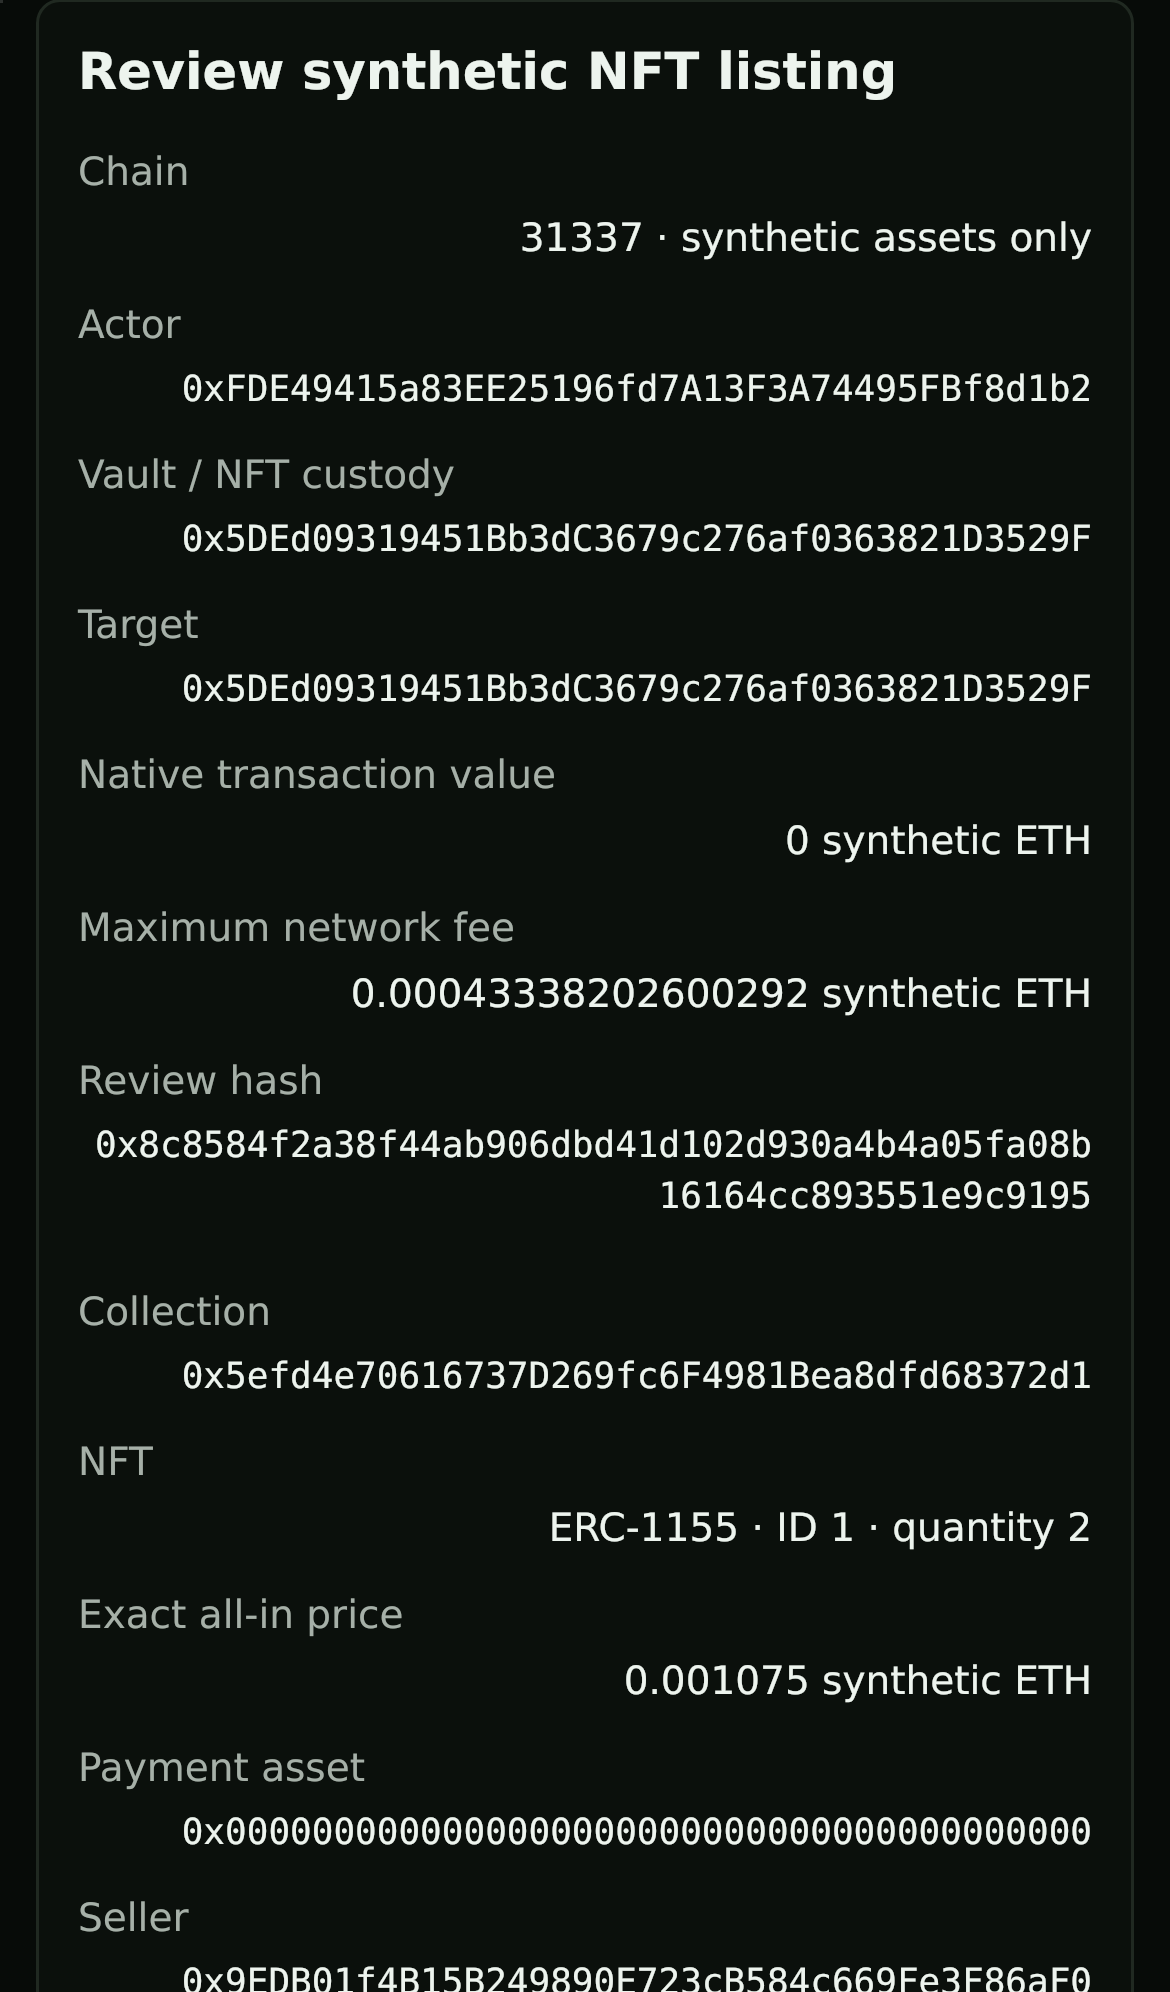 Review synthetic NFT listing
Chain
31337 · synthetic assets only
Actor
0xFDE49415a83EE25196fd7A13F3A74495FBf8d1b2
Vault / NFT custody
0x5DEd09319451Bb3dC3679c276af0363821D3529F
Target
0x5DEd09319451Bb3dC3679c276af0363821D3529F
Native transaction value
0 synthetic ETH
Maximum network fee
0.00043338202600292 synthetic ETH
Review hash
0x8c8584f2a38f44ab906dbd41d102d930a4b4a05fa08b
16164cc893551e9c9195
Collection
0x5efd4e70616737D269fc6F4981Bea8dfd68372d1
NFT
ERC-1155 · ID 1 · quantity 2
Exact all-in price
0.001075 synthetic ETH
Payment asset
0x0000000000000000000000000000000000000000
Seller
0x9EDB01f4B15B249890E723cB584c669Fe3F86aF0